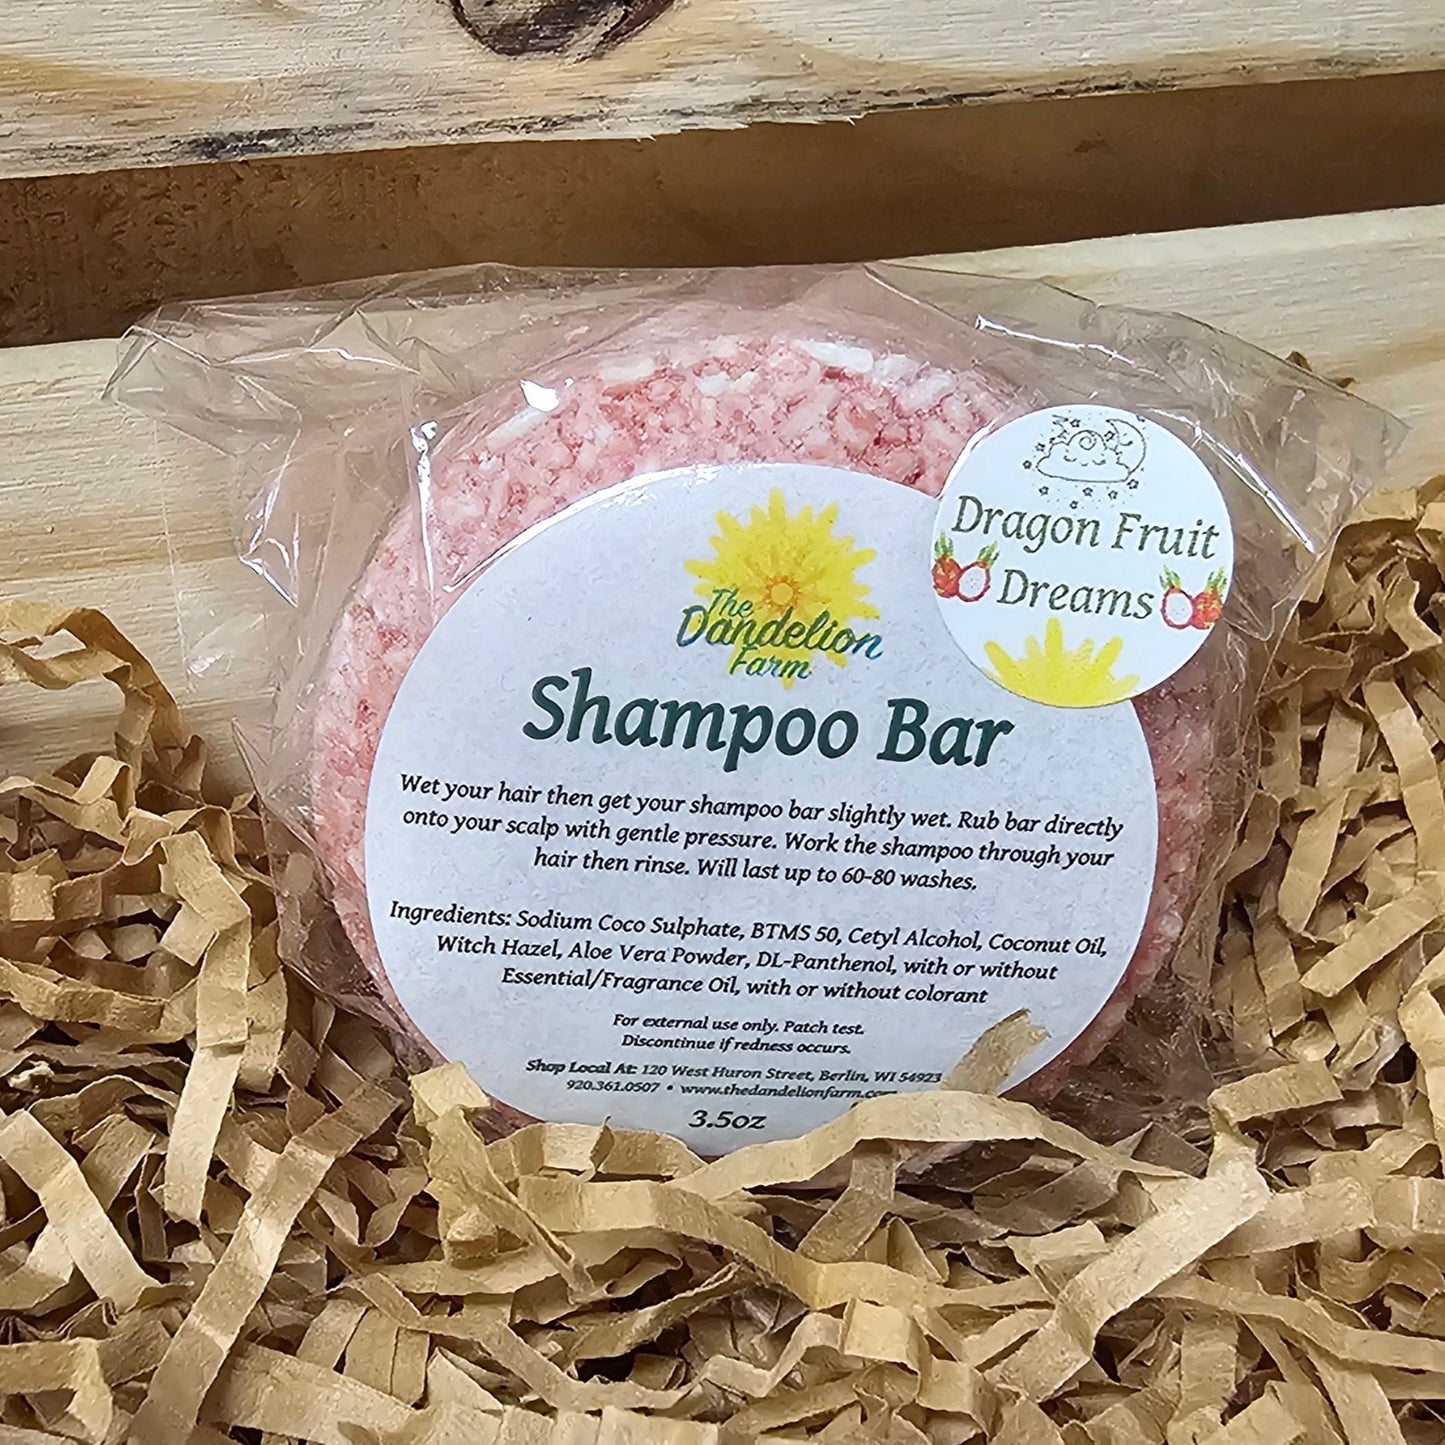 Dragon Fruit
Dreams
The
Dandelion
Farm
Shampoo Bar
Wet your hair then get your shampoo bar slightly wet. Rub bar directly
onto your scalp with gentle pressure. Work the shampoo through your
hair then rinse. Will last up to 60-80 washes.
Ingredients: Sodium Coco Sulphate, BTMS 50, Cetyl Alcohol, Coconut Oil,
Witch Hazel, Aloe Vera Powder, DL-Panthenol, with or without
Essential/Fragrance Oil, with or without colorant
For external use only. Patch test.
Discontinue if redness occurs.
Shop Local At: 120 West Huron Street, Berlin, WI 54923
920.361.0507 • www.thedandelionfarm.com
3.5oz